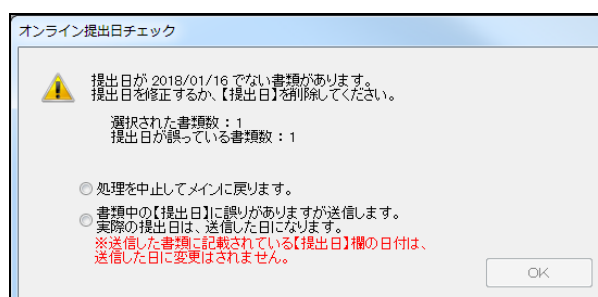 オンライン提出日チェック
提出日が 2018/01/16 でない書類があります。
提出日を修正するか、【提出日】を削除してください。
選択された書類数：1
提出日が誤っている書類数：1
処理を中止してメインに戻ります。
書類中の【提出日】に誤りがありますが送信します。
実際の提出日は、送信した日になります。
※送信した書類に記載されている【提出日】欄の日付は、
送信した日に変更はされません。
OK